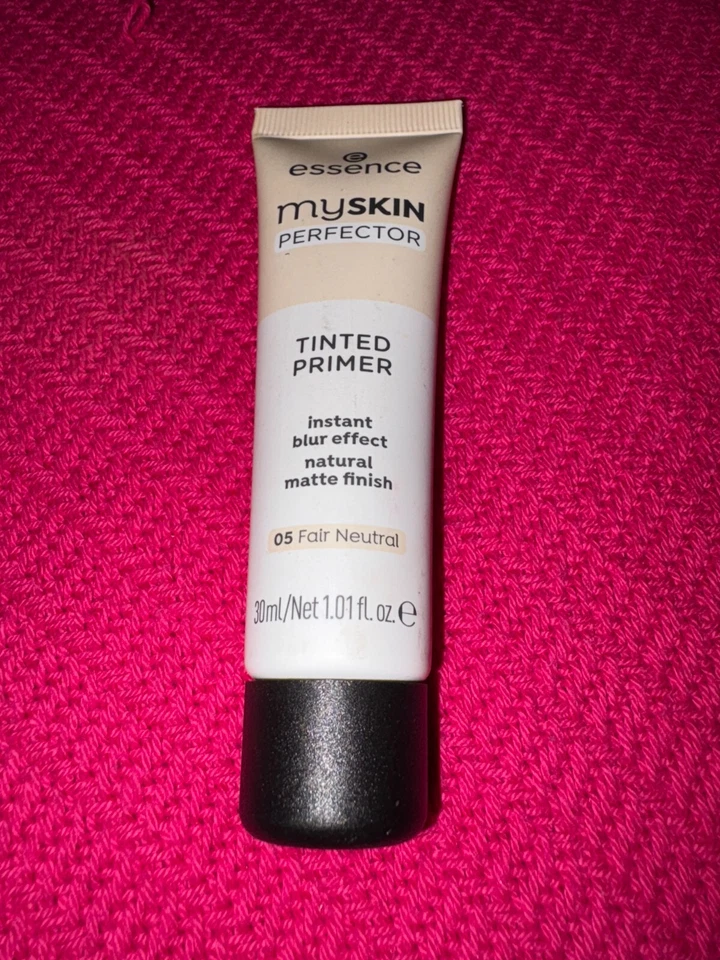 essence
mySKIN
PERFECTOR
TINTED
PRIMER
instant
blur effect
natural
matte finish
05 Fair Neutral
30ml/Net 1.01 fl. oz. ℮